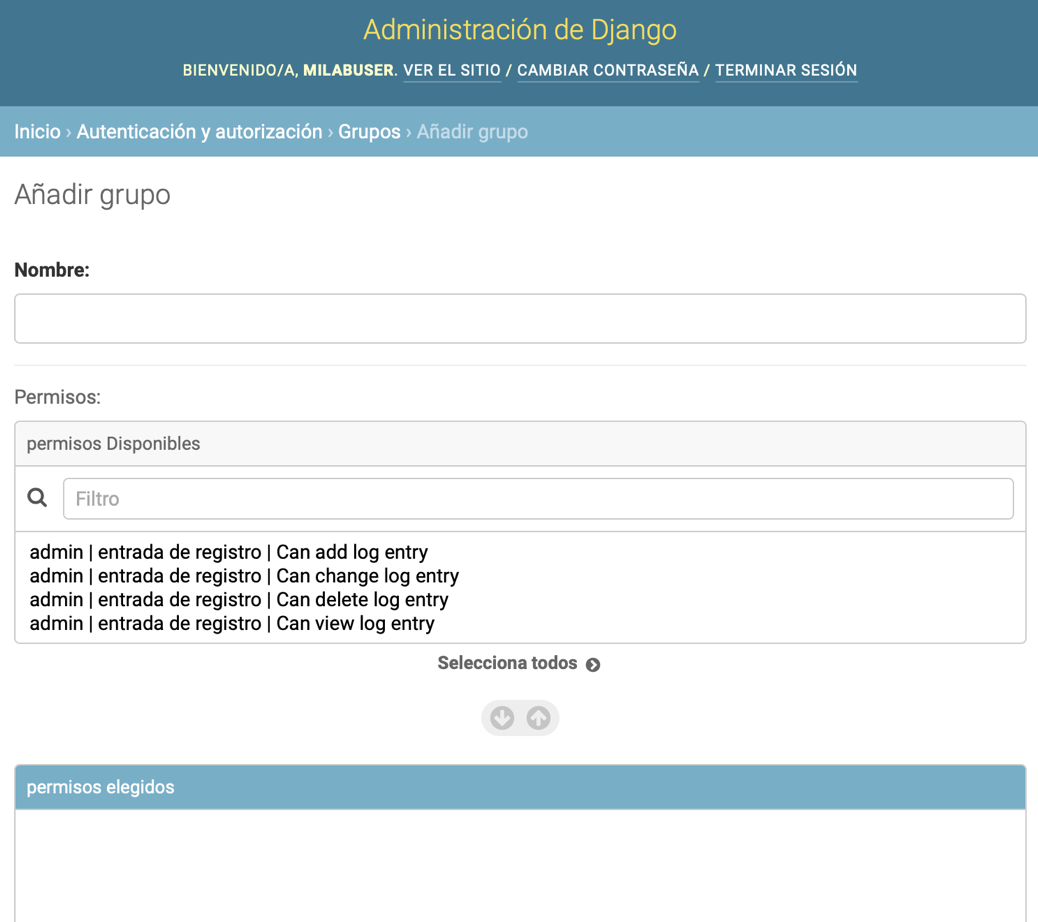 Administración de Django
BIENVENIDO/A, MILABUSER. VER EL SITIO / CAMBIAR CONTRASEÑA / TERMINAR SESIÓN
Inicio › Autenticación y autorización › Grupos › Añadir grupo
Añadir grupo
Nombre:
Permisos:
permisos Disponibles
Filtro
admin | entrada de registro | Can add log entry
admin | entrada de registro | Can change log entry
admin | entrada de registro | Can delete log entry
admin | entrada de registro | Can view log entry
Selecciona todos
permisos elegidos